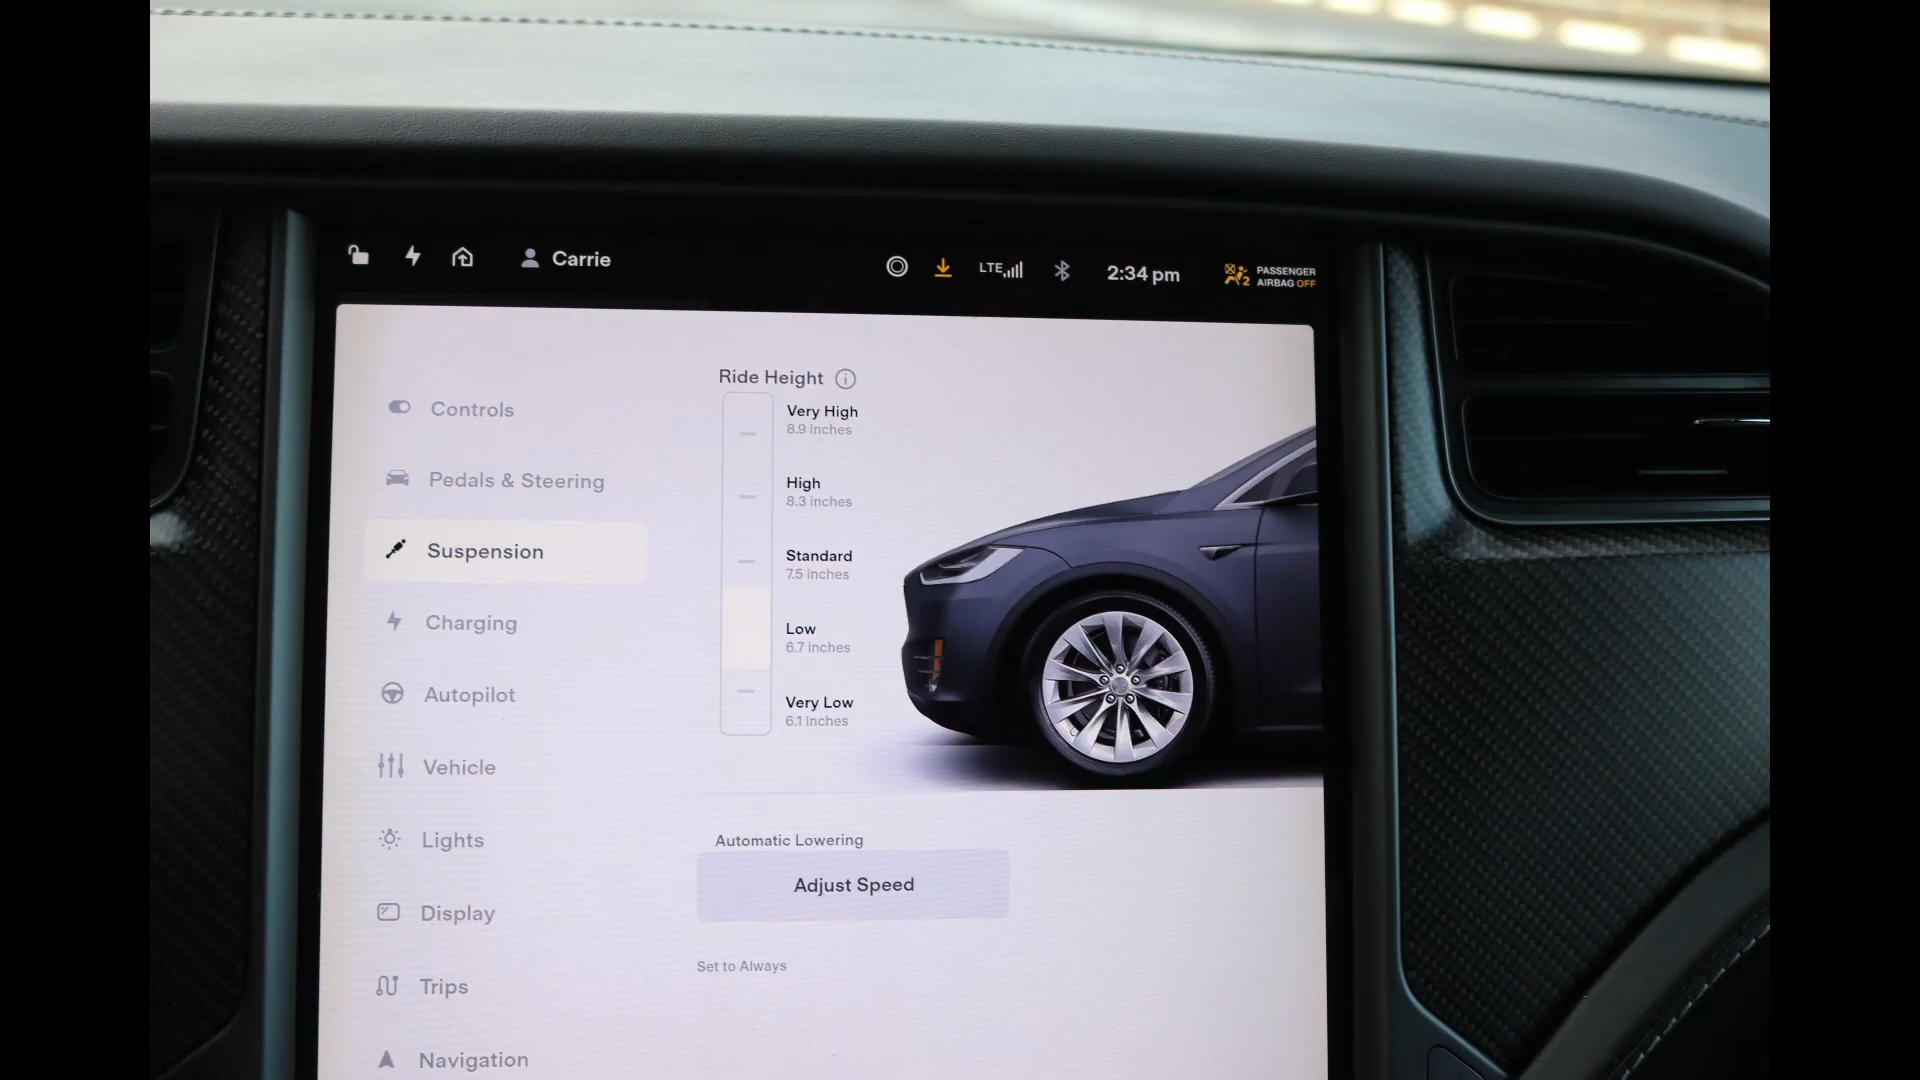 Carrie
LTE
2:34 pm
PASSENGER
AIRBAG OFF
2
Controls
Pedals & Steering
Suspension
Charging
Autopilot
Vehicle
Lights
Display
Trips
Navigation
Ride Height
Very High
8.9 inches
High
8.3 inches
Standard
7.5 inches
Low
6.7 inches
Very Low
6.1 inches
Automatic Lowering
Adjust Speed
Set to Always